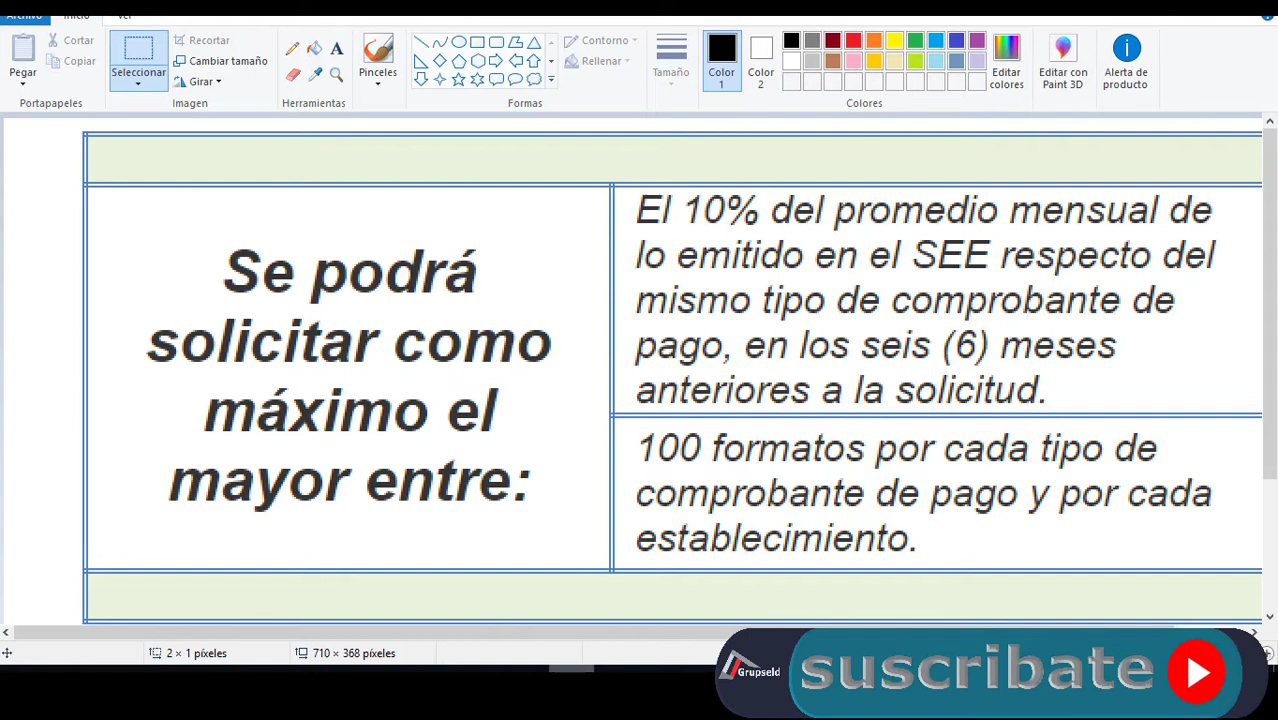 Archivo Inicio Ver
Pegar
Cortar
Copiar
Portapapeles
Seleccionar
Recortar
Cambiar tamaño
Girar
Imagen
A
Herramientas
Pinceles
Contorno
Rellenar
Formas
Tamaño
Color
1
Color
2
Editar
colores
Colores
Editar con
Paint 3D
Alerta de
producto
Se podrá
solicitar como
máximo el
mayor entre:
El 10% del promedio mensual de
lo emitido en el SEE respecto del
mismo tipo de comprobante de
pago, en los seis (6) meses
anteriores a la solicitud.
100 formatos por cada tipo de
comprobante de pago y por cada
establecimiento.
2 × 1 píxeles
710 × 368 píxeles
Grupseld
suscribate